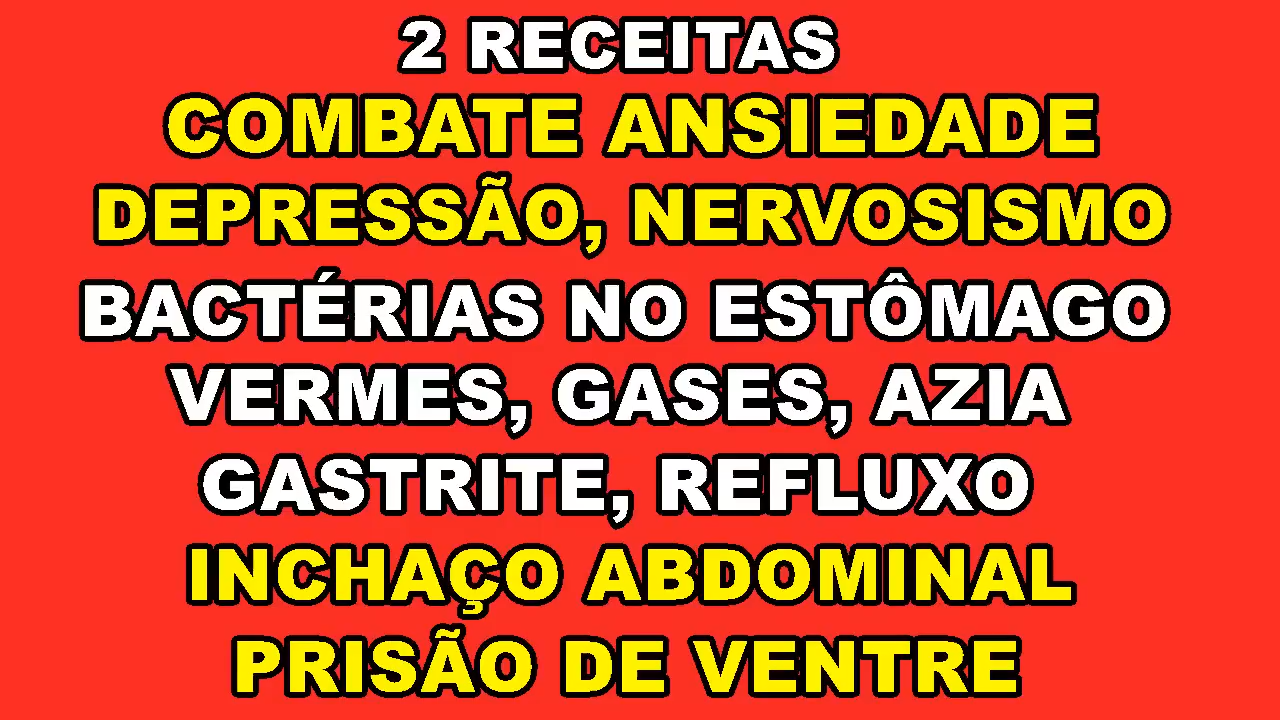 2 RECEITAS
COMBATE ANSIEDADE
DEPRESSÃO, NERVOSISMO
BACTÉRIAS NO ESTÔMAGO
VERMES, GASES, AZIA
GASTRITE, REFLUXO
INCHAÇO ABDOMINAL
PRISÃO DE VENTRE